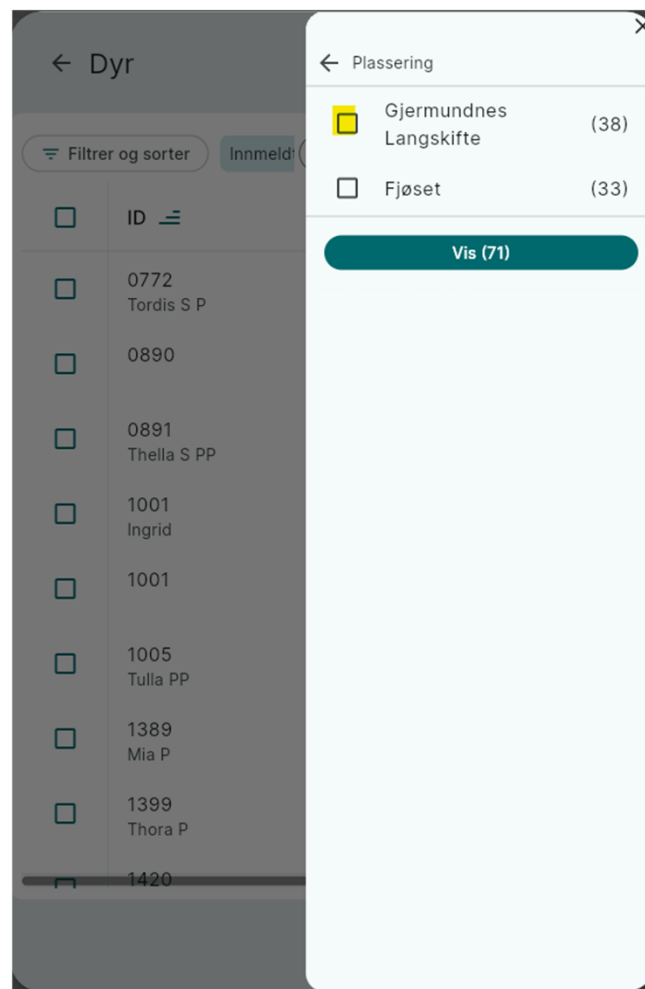 Dyr
Filtrer og sorter
Innmeldt
ID
0772
Tordis S P
0890
0891
Thella S PP
1001
Ingrid
1001
1005
Tulla PP
1389
Mia P
1399
Thora P
1420
Plassering
Gjermundnes
Langskifte
(38)
Fjøset (33)
Vis (71)